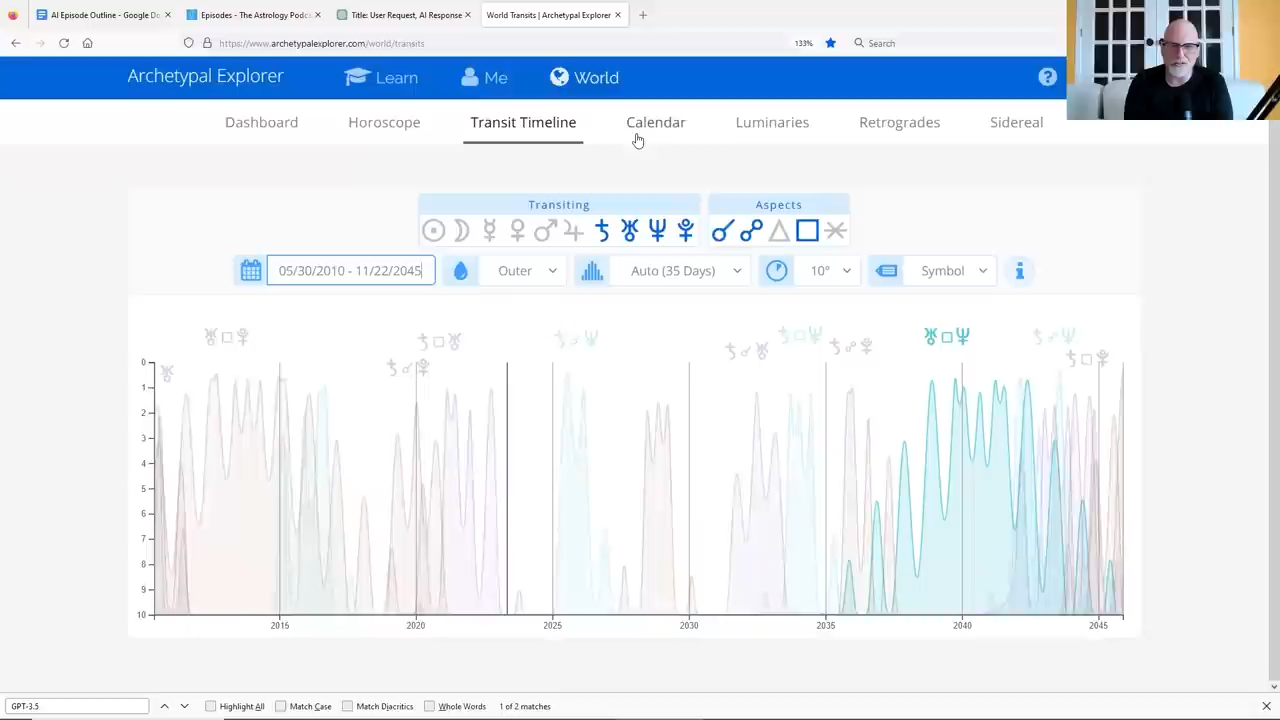 AI Episode Outline - Google Do
Episodes - The Astrology Podc
Title: User Request, AI Response
World Transits | Archetypal Explorer
https://www.archetypalexplorer.com/world/transits
133%
Search
Archetypal Explorer
Learn
Me
World
?
Dashboard
Horoscope
Transit Timeline
Calendar
Luminaries
Retrogrades
Sidereal
Transiting
Aspects
☉ ☽ ☿ ♀ ♂ ♃ ♄ ♅ ♆ ♇
☌ ☍ △ □ ⚹
05/30/2010 - 11/22/2045
Outer
Auto (35 Days)
10°
Symbol
i
♅□♇
♄□♅
♄☌♆
♄□♆
♅□♆
♄☌♆
♄☌♅
♄☍♇
♄□♇
♄☌♇
♅
0
1
2
3
4
5
6
7
8
9
10
2015
2020
2025
2030
2035
2040
2045
GPT-3.5
Highlight All
Match Case
Match Diacritics
Whole Words
1 of 2 matches